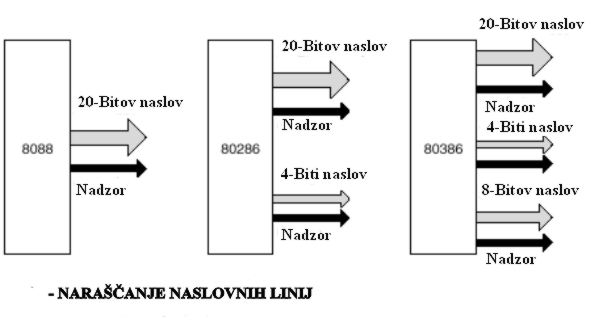 8088
20-Bitov naslov
Nadzor
80286
20-Bitov naslov
Nadzor
4-Biti naslov
Nadzor
80386
20-Bitov naslov
Nadzor
4-Biti naslov
8-Bitov naslov
Nadzor
- NARAŠČANJE NASLOVNIH LINIJ